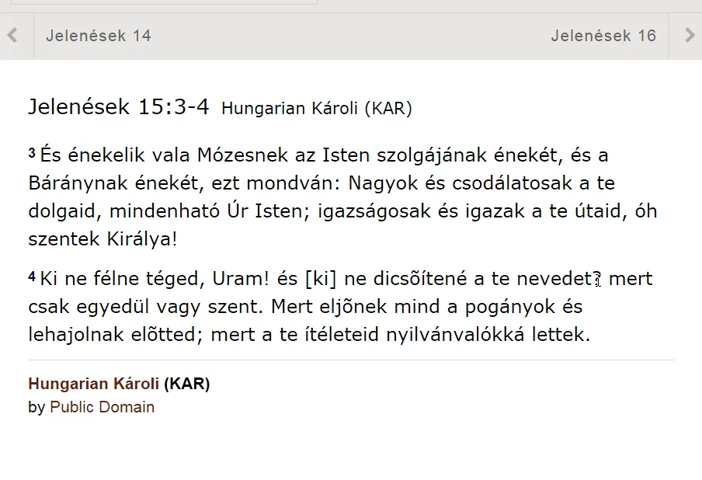 Jelenések 14
Jelenések 16
Jelenések 15:3-4 Hungarian Károli (KAR)
3 És énekelik vala Mózesnek az Isten szolgájának énekét, és a
Báránynak énekét, ezt mondván: Nagyok és csodálatosak a te
dolgaid, mindenható Úr Isten; igazságosak és igazak a te útaid, óh
szentek Királya!
4 Ki ne félne téged, Uram! és [ki] ne dicsõítené a te nevedet? mert
csak egyedül vagy szent. Mert eljõnek mind a pogányok és
lehajolnak elõtted; mert a te ítéleteid nyilvánvalókká lettek.
Hungarian Károli (KAR)
by Public Domain